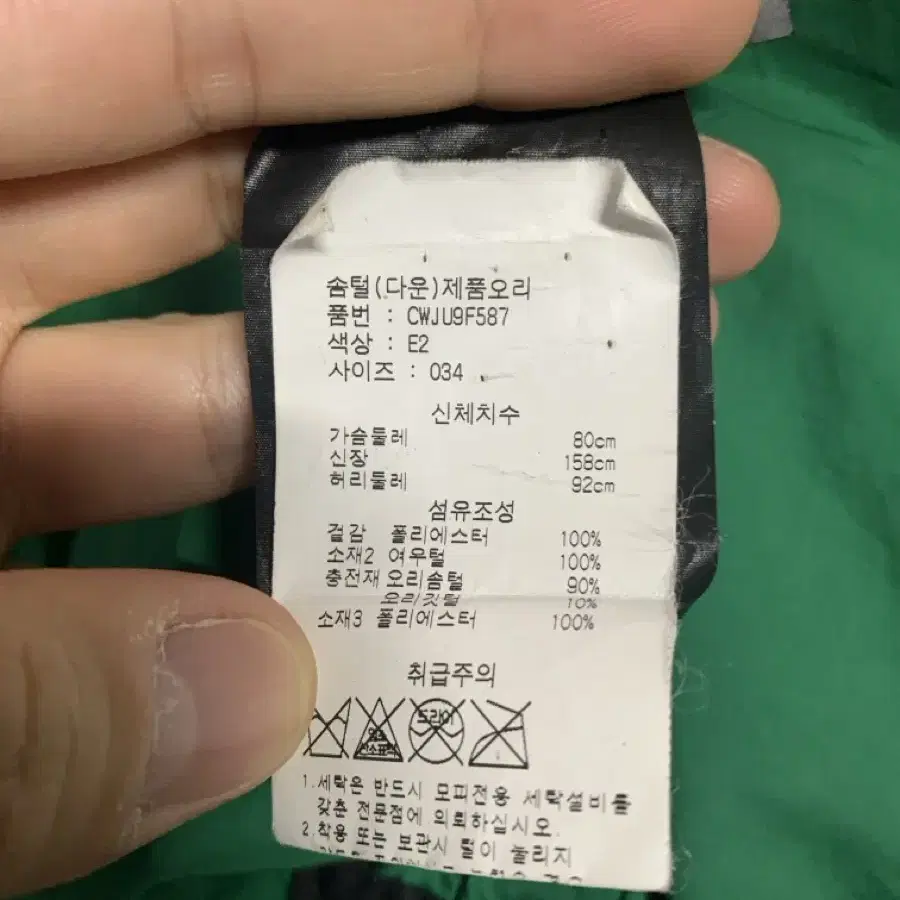 솜털(다운)제품오리
품번 : CWJU9F587
색상 : E2
사이즈 : 034
신체치수
가슴둘레 80cm
신장 158cm
허리둘레 92cm
섬유조성
겉감 폴리에스터 100%
소재2 여우털 100%
충전재 오리솜털 90%
오리깃털 10%
소재3 폴리에스터 100%
취급주의
드라이
염소
산소표백
1.세탁은 반드시 모피전용 세탁설비를
갖춘 전문점에 의뢰하십시오.
2.착용 또는 보관시 털이 눌리지